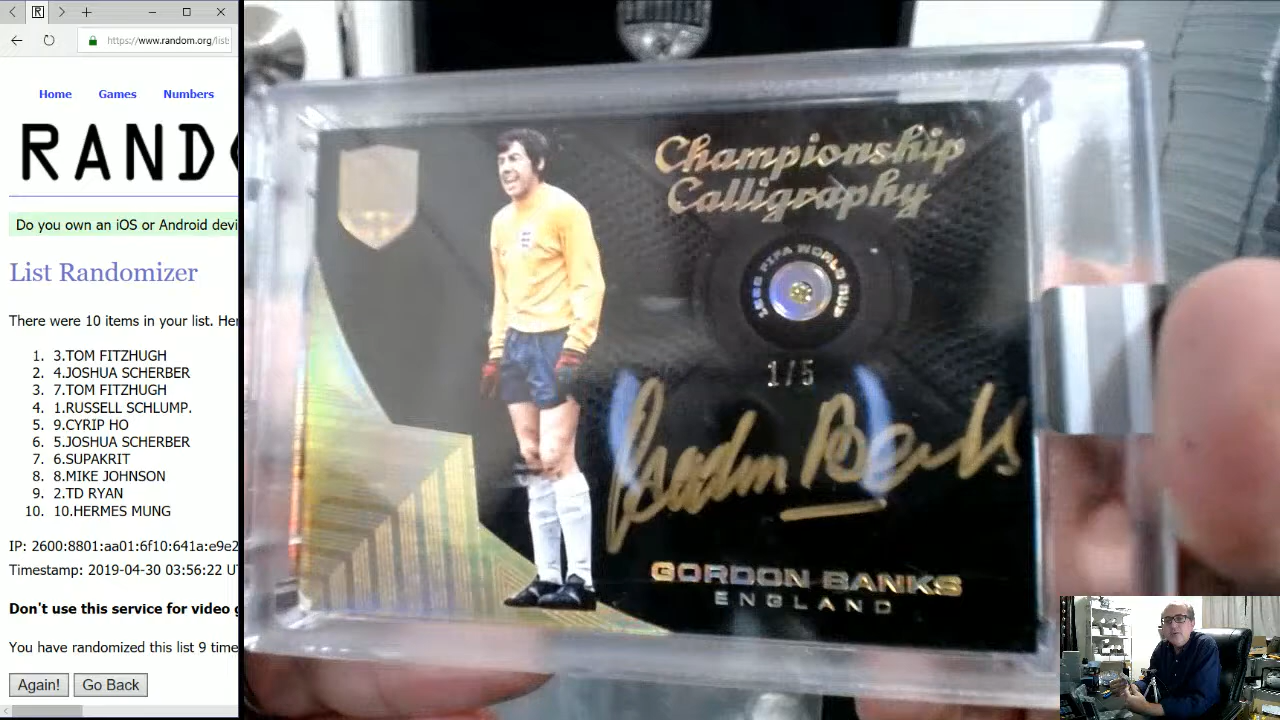 https://www.random.org/list
Home Games Numbers
RAND
Do you own an iOS or Android devi
List Randomizer
There were 10 items in your list. Her
1. 3.TOM FITZHUGH
2. 4.JOSHUA SCHERBER
3. 7.TOM FITZHUGH
4. 1.RUSSELL SCHLUMP.
5. 9.CYRIP HO
6. 5.JOSHUA SCHERBER
7. 6.SUPAKRIT
8. 8.MIKE JOHNSON
9. 2.TD RYAN
10. 10.HERMES MUNG
IP: 2600:8801:aa01:6f10:641a:e9e2
Timestamp: 2019-04-30 03:56:22 U
Don't use this service for video g
You have randomized this list 9 time
Again! Go Back
Championship
Calligraphy
FIFA WORLD
1/5
Gordon Banks
GORDON BANKS
ENGLAND